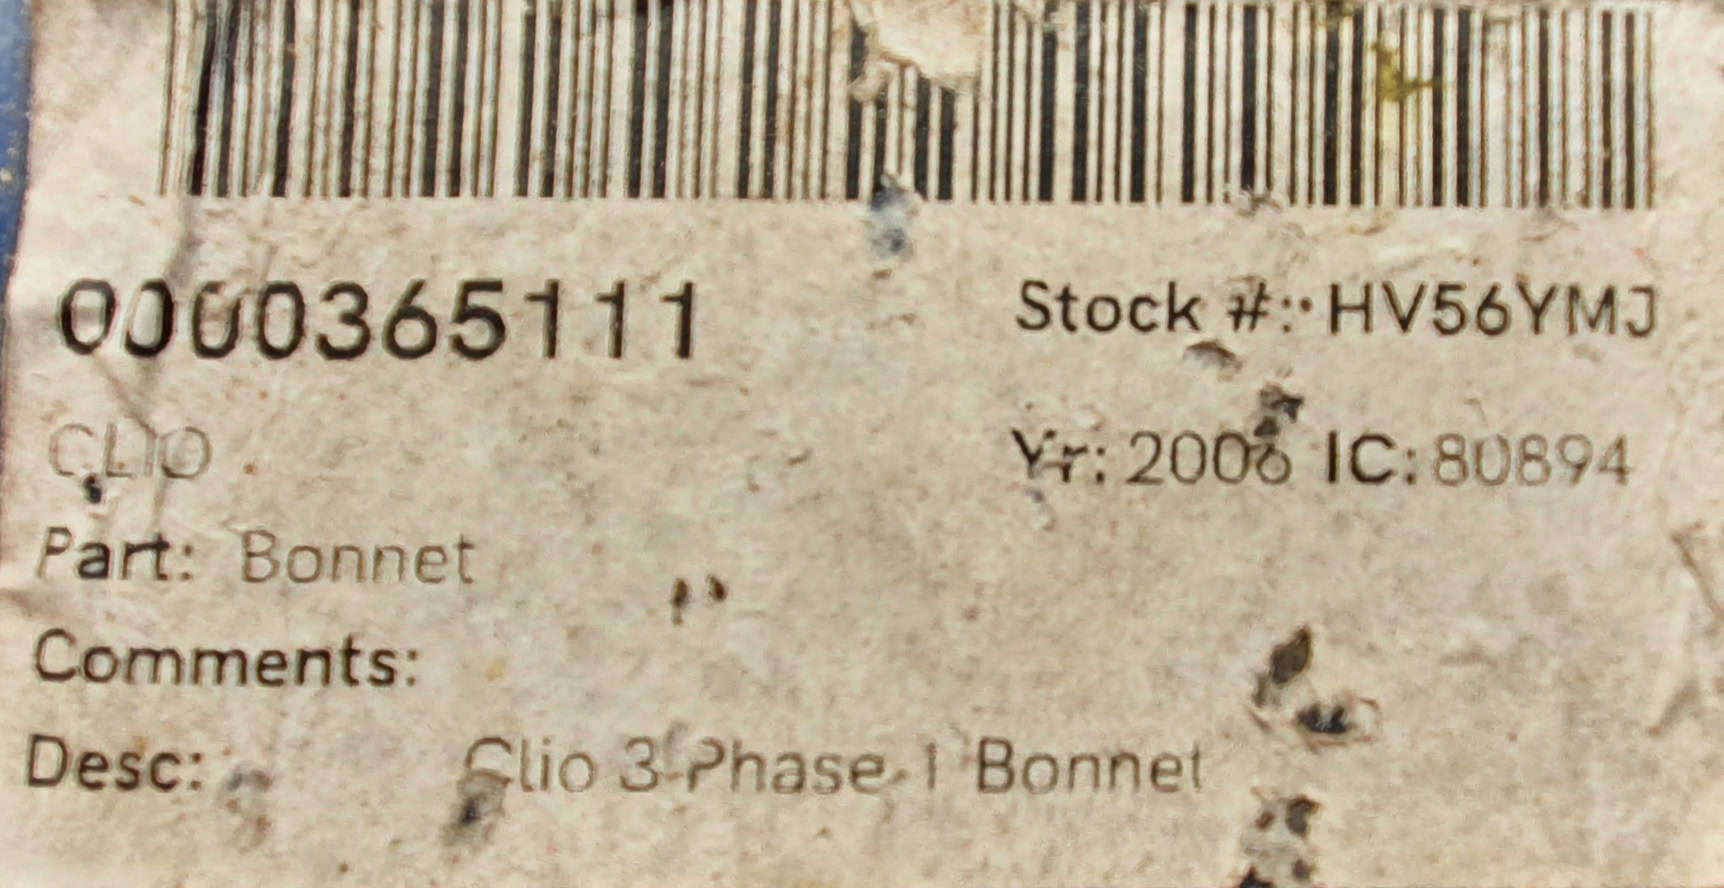 0000365111 Stock #: HV56YMJ
CLIO Yr: 2006 IC: 80894
Part: Bonnet
Comments:
Desc: Clio 3 Phase 1 Bonnet